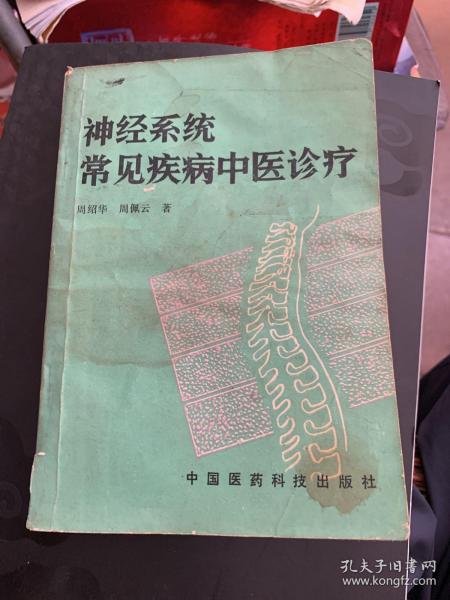 神经系统
常见疾病中医诊疗
周绍华 周佩云 著
中国医药科技出版社
孔夫子旧书网
www.kongfz.com